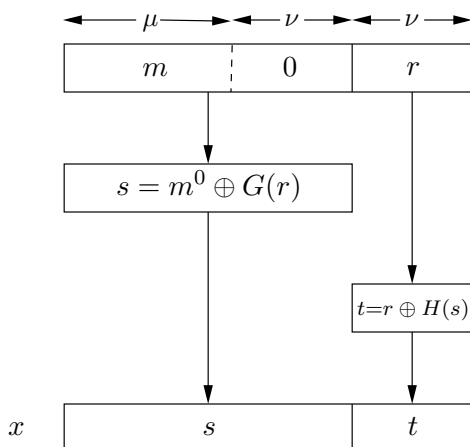 μ ν ν
m 0 r
s = m⁰ ⊕ G(r)
t=r ⊕ H(s)
x s t